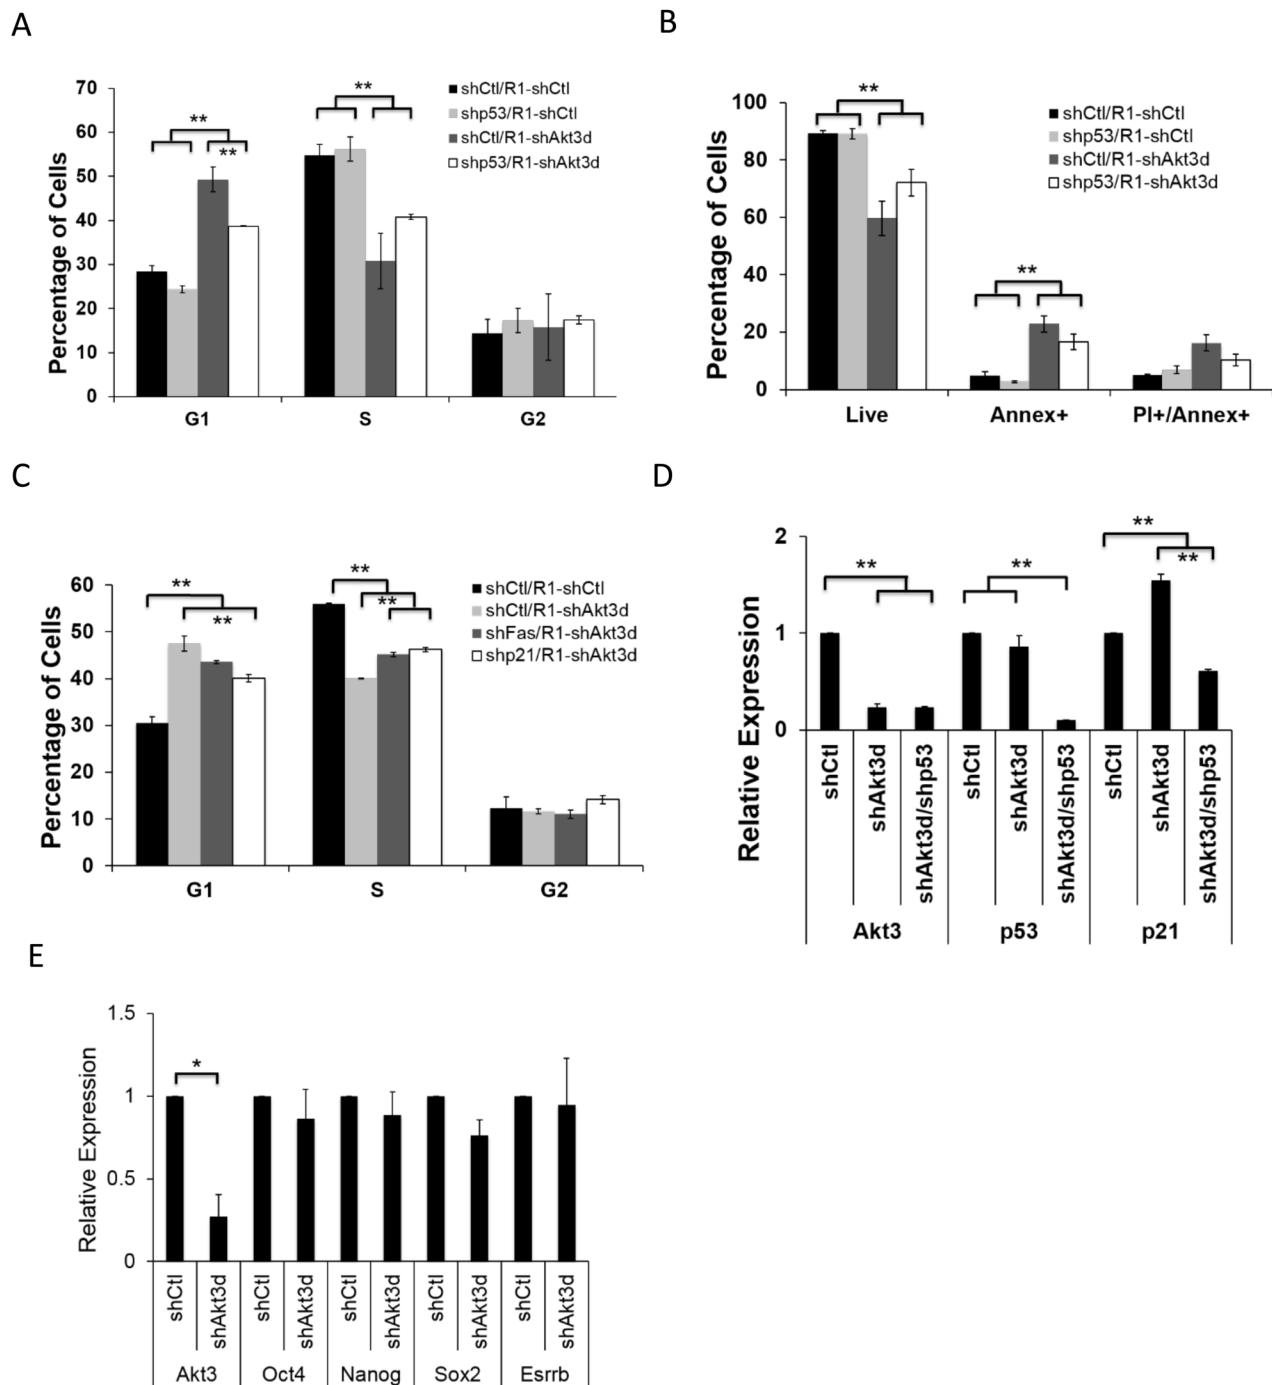 A
Percentage of Cells
70
60
50
40
30
20
10
0
**
**
**
shCtl/R1-shCtl
shp53/R1-shCtl
shCtl/R1-shAkt3d
shp53/R1-shAkt3d
G1
S
G2
B
Percentage of Cells
100
80
60
40
20
0
**
**
shCtl/R1-shCtl
shp53/R1-shCtl
shCtl/R1-shAkt3d
shp53/R1-shAkt3d
Live
Annex+
PI+/Annex+
C
Percentage of Cells
60
50
40
30
20
10
0
**
**
**
**
shCtl/R1-shCtl
shCtl/R1-shAkt3d
shFas/R1-shAkt3d
shp21/R1-shAkt3d
G1
S
G2
D
Relative Expression
2
1
0
**
**
**
**
shCtl
shAkt3d
shAkt3d/shp53
shCtl
shAkt3d
shAkt3d/shp53
shCtl
shAkt3d
shAkt3d/shp53
Akt3
p53
p21
E
Relative Expression
1.5
1
0.5
0
*
shCtl
shAkt3d
shCtl
shAkt3d
shCtl
shAkt3d
shCtl
shAkt3d
shCtl
shAkt3d
Akt3
Oct4
Nanog
Sox2
Esrrb